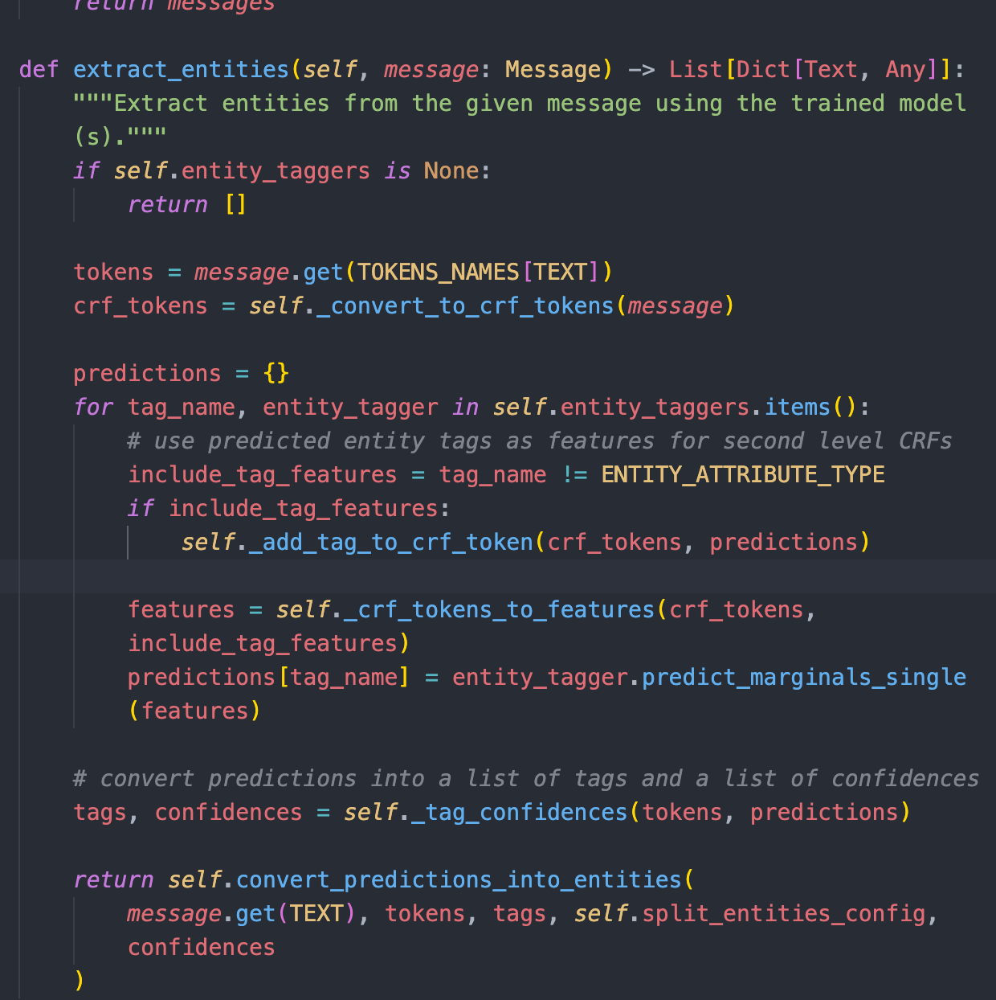 return messages
def extract_entities(self, message: Message) -> List[Dict[Text, Any]]:
"""Extract entities from the given message using the trained model
(s)."""
if self.entity_taggers is None:
return []
tokens = message.get(TOKENS_NAMES[TEXT])
crf_tokens = self._convert_to_crf_tokens(message)
predictions = {}
for tag_name, entity_tagger in self.entity_taggers.items():
# use predicted entity tags as features for second level CRFs
include_tag_features = tag_name != ENTITY_ATTRIBUTE_TYPE
if include_tag_features:
self._add_tag_to_crf_token(crf_tokens, predictions)
features = self._crf_tokens_to_features(crf_tokens,
include_tag_features)
predictions[tag_name] = entity_tagger.predict_marginals_single
(features)
# convert predictions into a list of tags and a list of confidences
tags, confidences = self._tag_confidences(tokens, predictions)
return self.convert_predictions_into_entities(
message.get(TEXT), tokens, tags, self.split_entities_config,
confidences
)